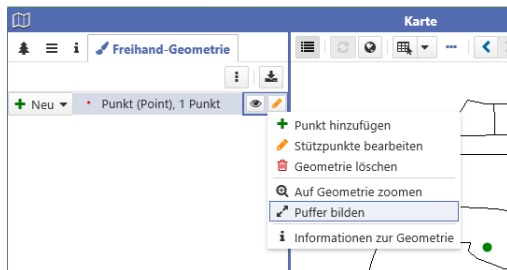 Karte
Freihand-Geometrie
Neu
Punkt (Point), 1 Punkt
Punkt hinzufügen
Stützpunkte bearbeiten
Geometrie löschen
Auf Geometrie zoomen
Puffer bilden
Informationen zur Geometrie